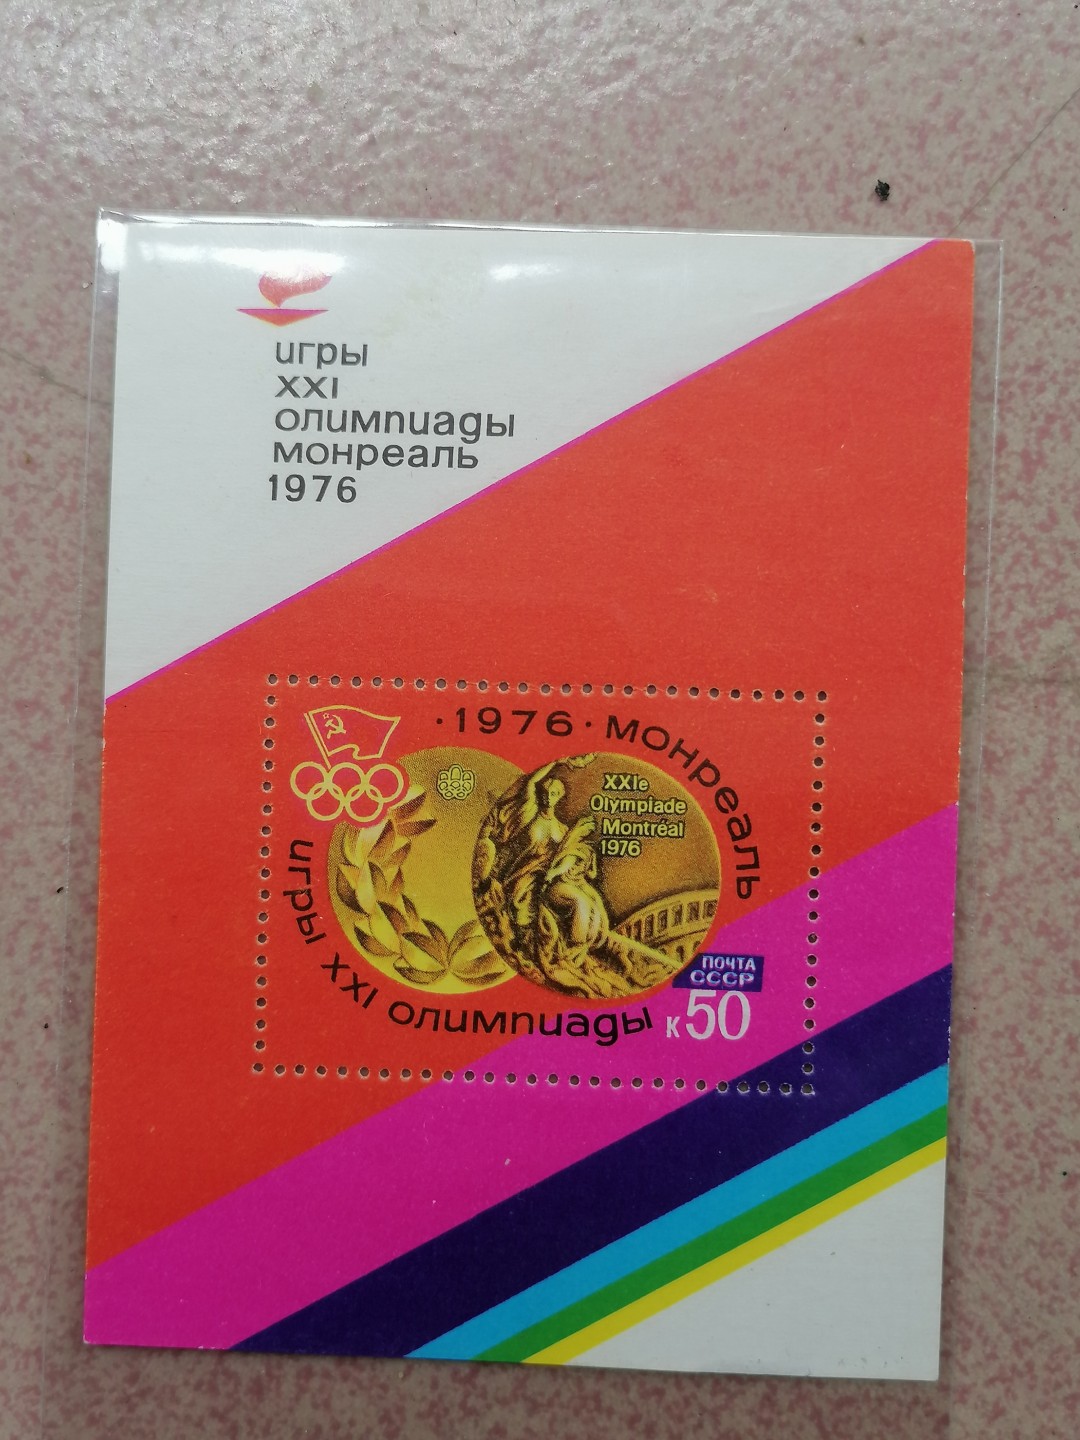 игры
XXI
олимпиады
монреаль
1976
·1976·монреаль
игры XXI олимпиады
XXIe
Olympiade
Montréal
1976
ПОЧТА
СССР
к50